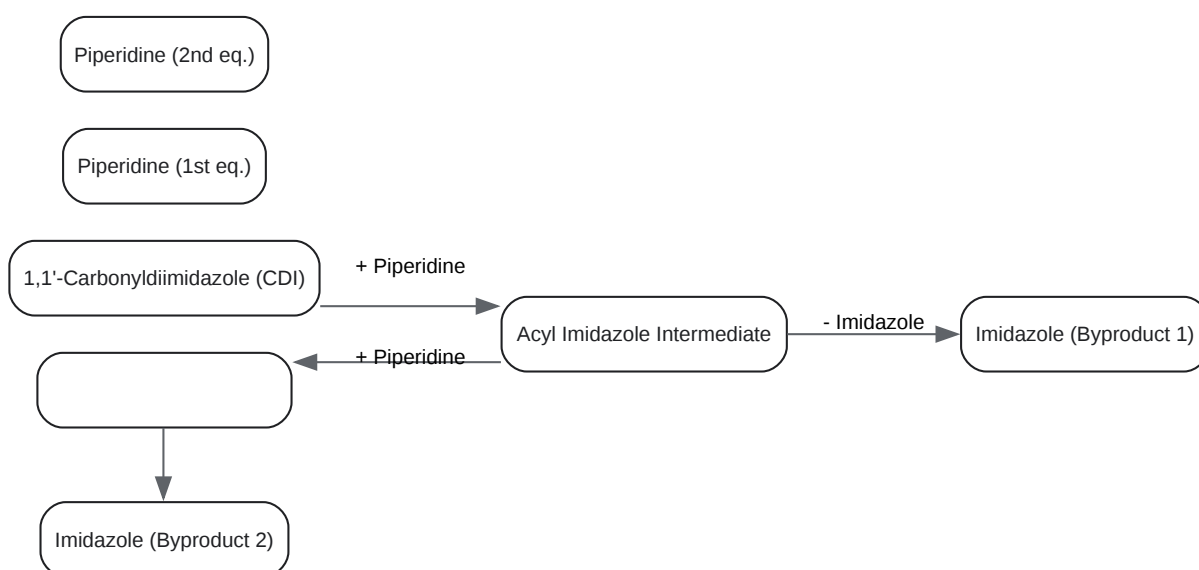 Piperidine (2nd eq.)
Piperidine (1st eq.)
1,1'-Carbonyldiimidazole (CDI)
+ Piperidine
Acyl Imidazole Intermediate
- Imidazole
Imidazole (Byproduct 1)
+ Piperidine
Imidazole (Byproduct 2)